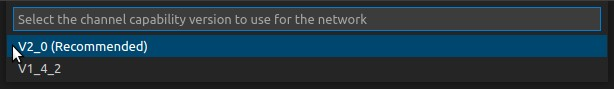 Select the channel capability version to use for the network
V2_0 (Recommended)
V1_4_2